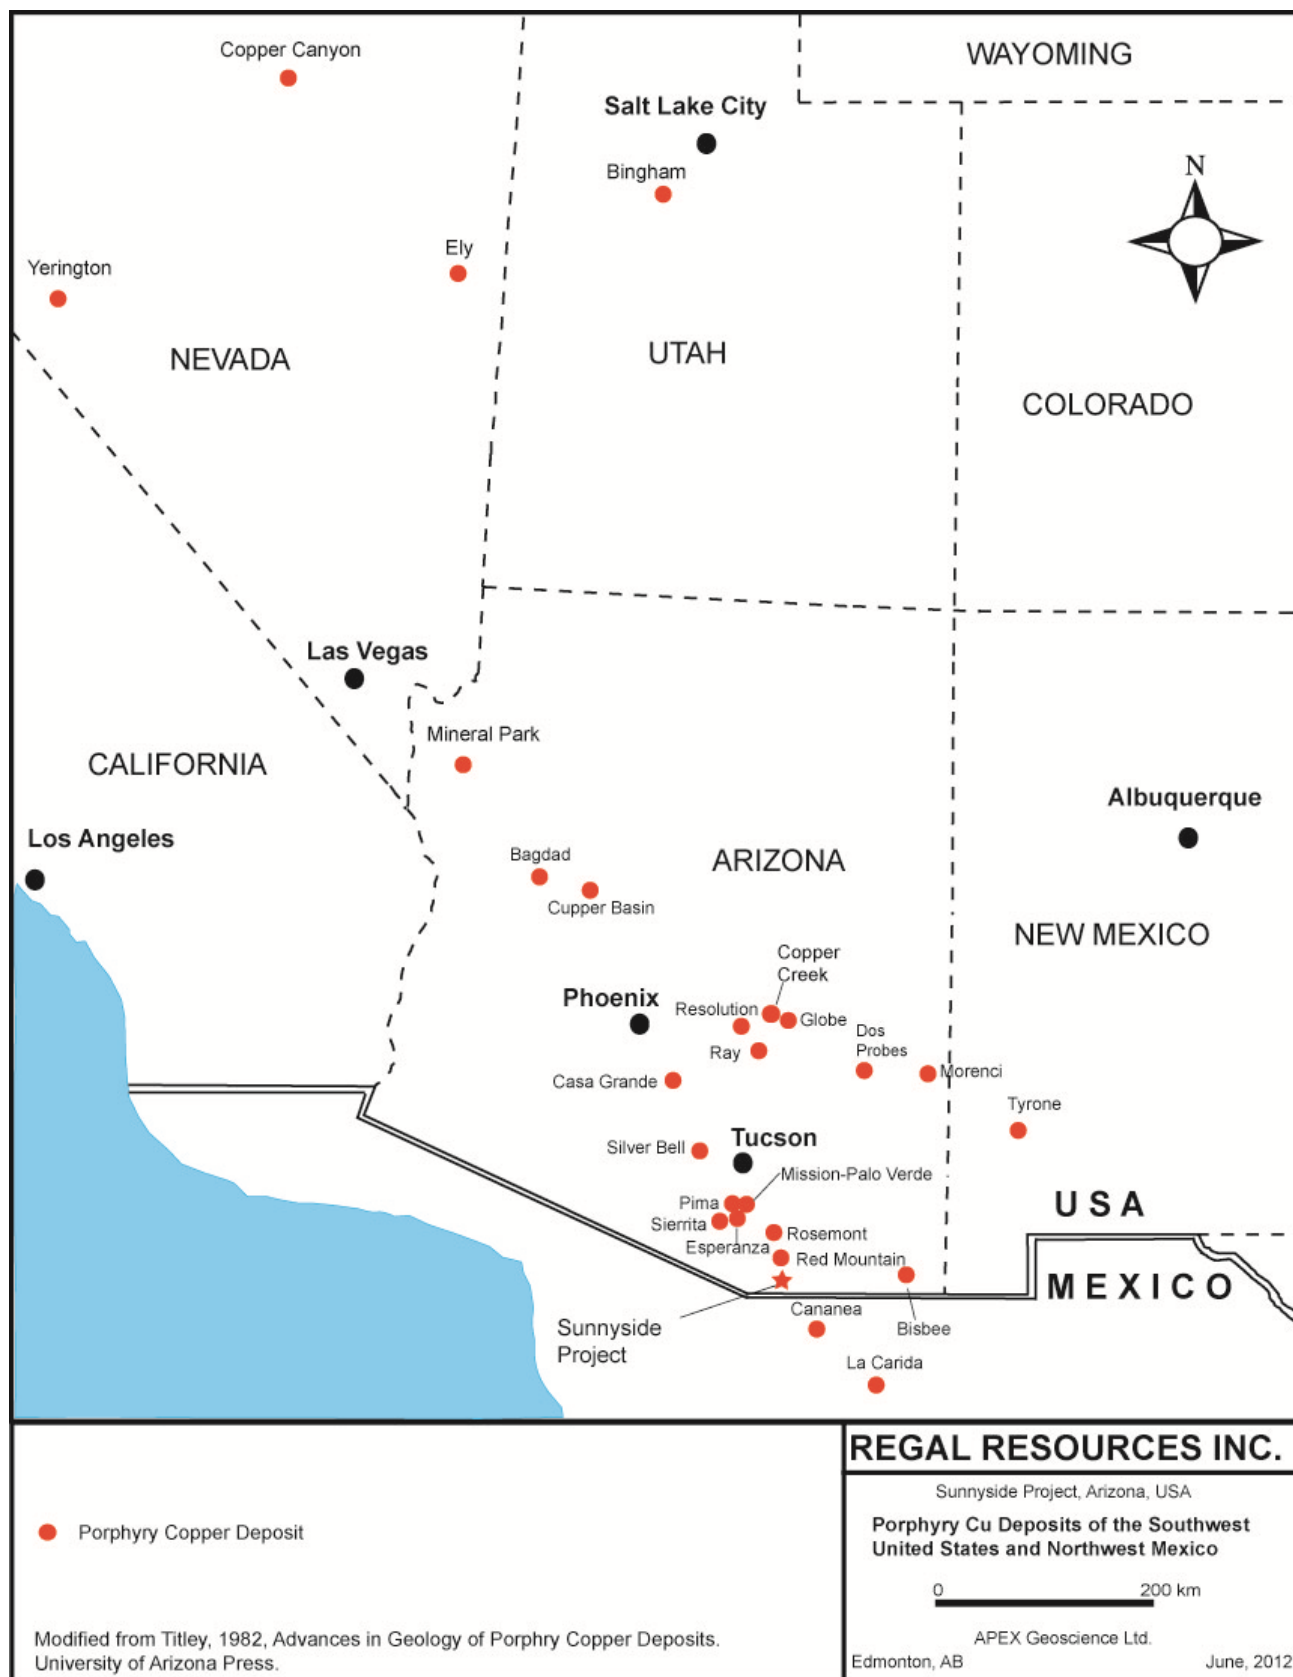 Copper Canyon
WAYOMING
Salt Lake City
Bingham
N
Ely
Yerington
NEVADA
UTAH
COLORADO
Las Vegas
Mineral Park
CALIFORNIA
Albuquerque
Los Angeles
Bagdad
ARIZONA
Cupper Basin
NEW MEXICO
Copper
Creek
Phoenix
Resolution
Globe
Dos
Probes
Ray
Casa Grande
Morenci
Tyrone
Silver Bell
Tucson
Mission-Palo Verde
Pima
Sierrita
USA
Rosemont
Esperanza
Red Mountain
MEXICO
Cananea
Sunnyside
Project
Bisbee
La Carida
REGAL RESOURCES INC.
Sunnyside Project, Arizona, USA
Porphyry Cu Deposits of the Southwest
United States and Northwest Mexico
Porphyry Copper Deposit
0 200 km
Modified from Titley, 1982, Advances in Geology of Porphry Copper Deposits.
University of Arizona Press.
APEX Geoscience Ltd.
Edmonton, AB June, 2012